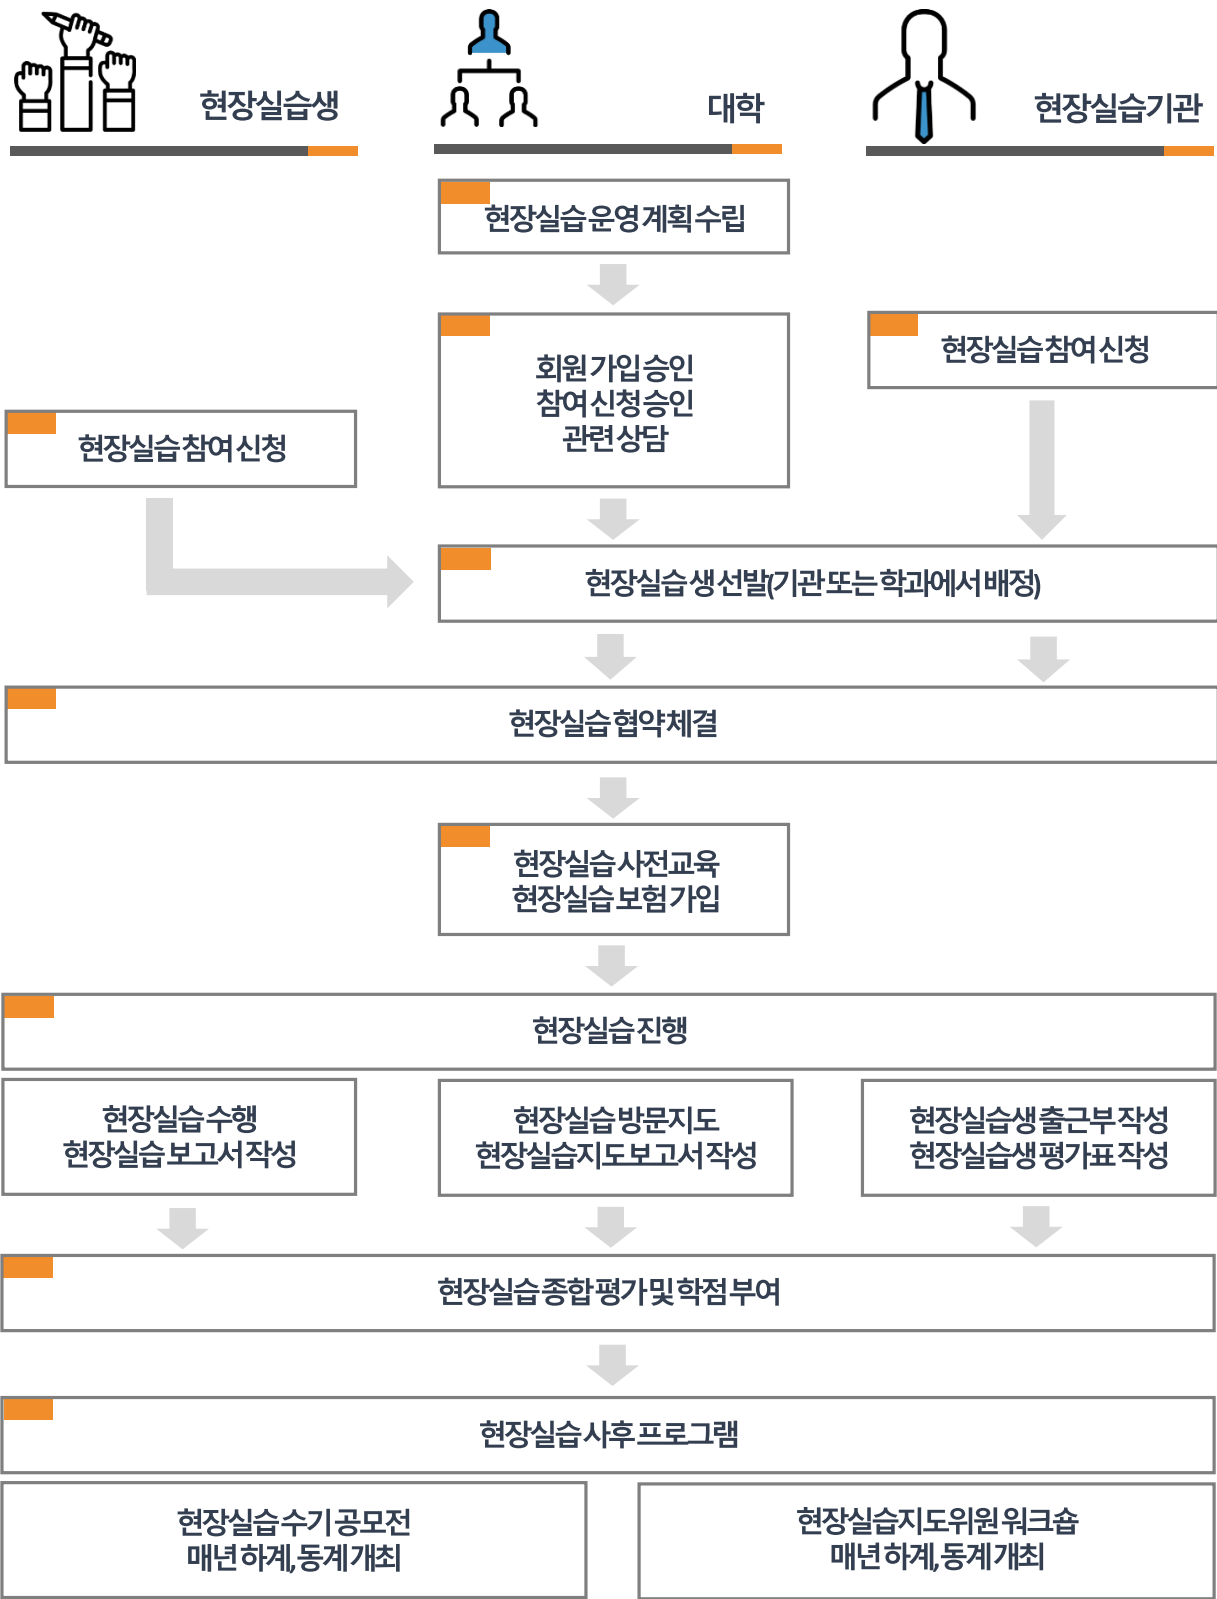 현장실습생
대학
현장실습기관
현장실습 운영 계획 수립
회원 가입 승인
참여 신청 승인
관련 상담
현장실습 참여 신청
현장실습 참여 신청
현장실습 생 선발(기관 또는 학과에서 배정)
현장실습 협약 체결
현장실습 사전교육
현장실습 보험 가입
현장실습 진행
현장실습 수행
현장실습 보고서 작성
현장실습 방문지도
현장실습지도보고서 작성
현장실습생 출근부 작성
현장실습생 평가표 작성
현장실습 종합 평가 및 학점 부여
현장실습 사후 프로그램
현장실습 수기 공모전
매년 하계, 동계 개최
현장실습지도위원 워크숍
매년 하계, 동계 개최